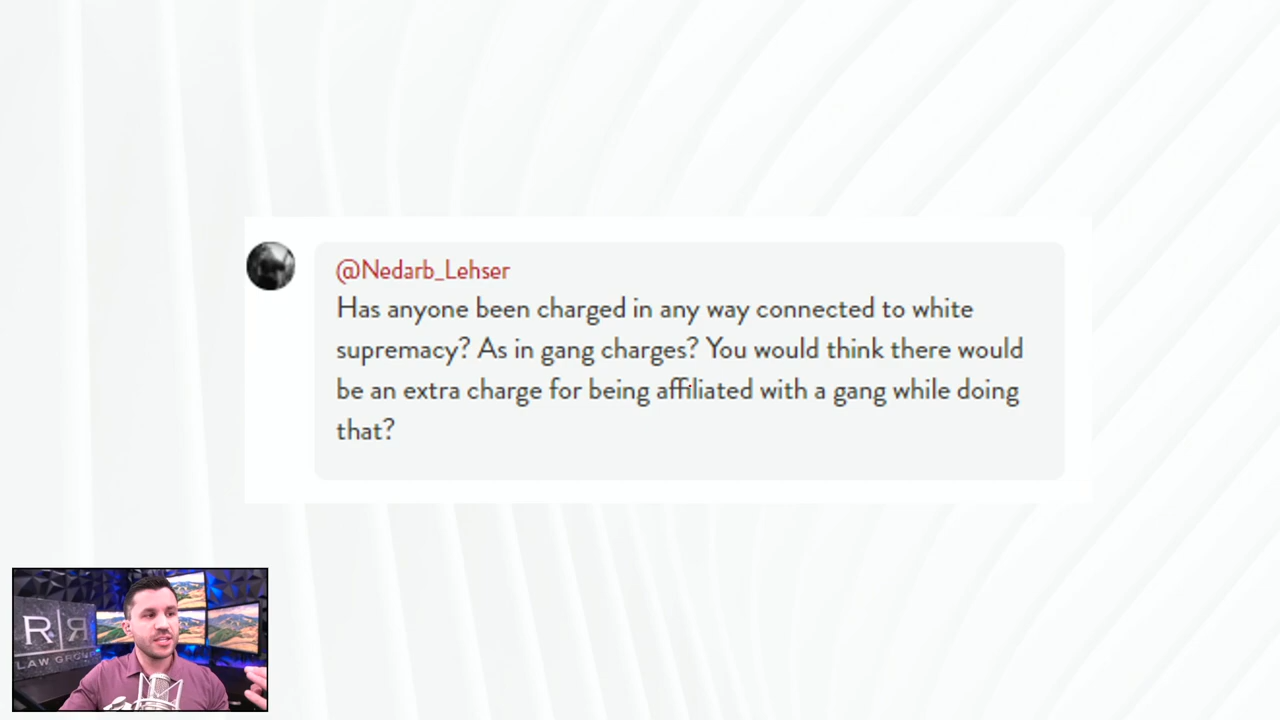 @Nedarb_Lehser
Has anyone been charged in any way connected to white
supremacy? As in gang charges? You would think there would
be an extra charge for being affiliated with a gang while doing
that?
R|R
LAW GROUP